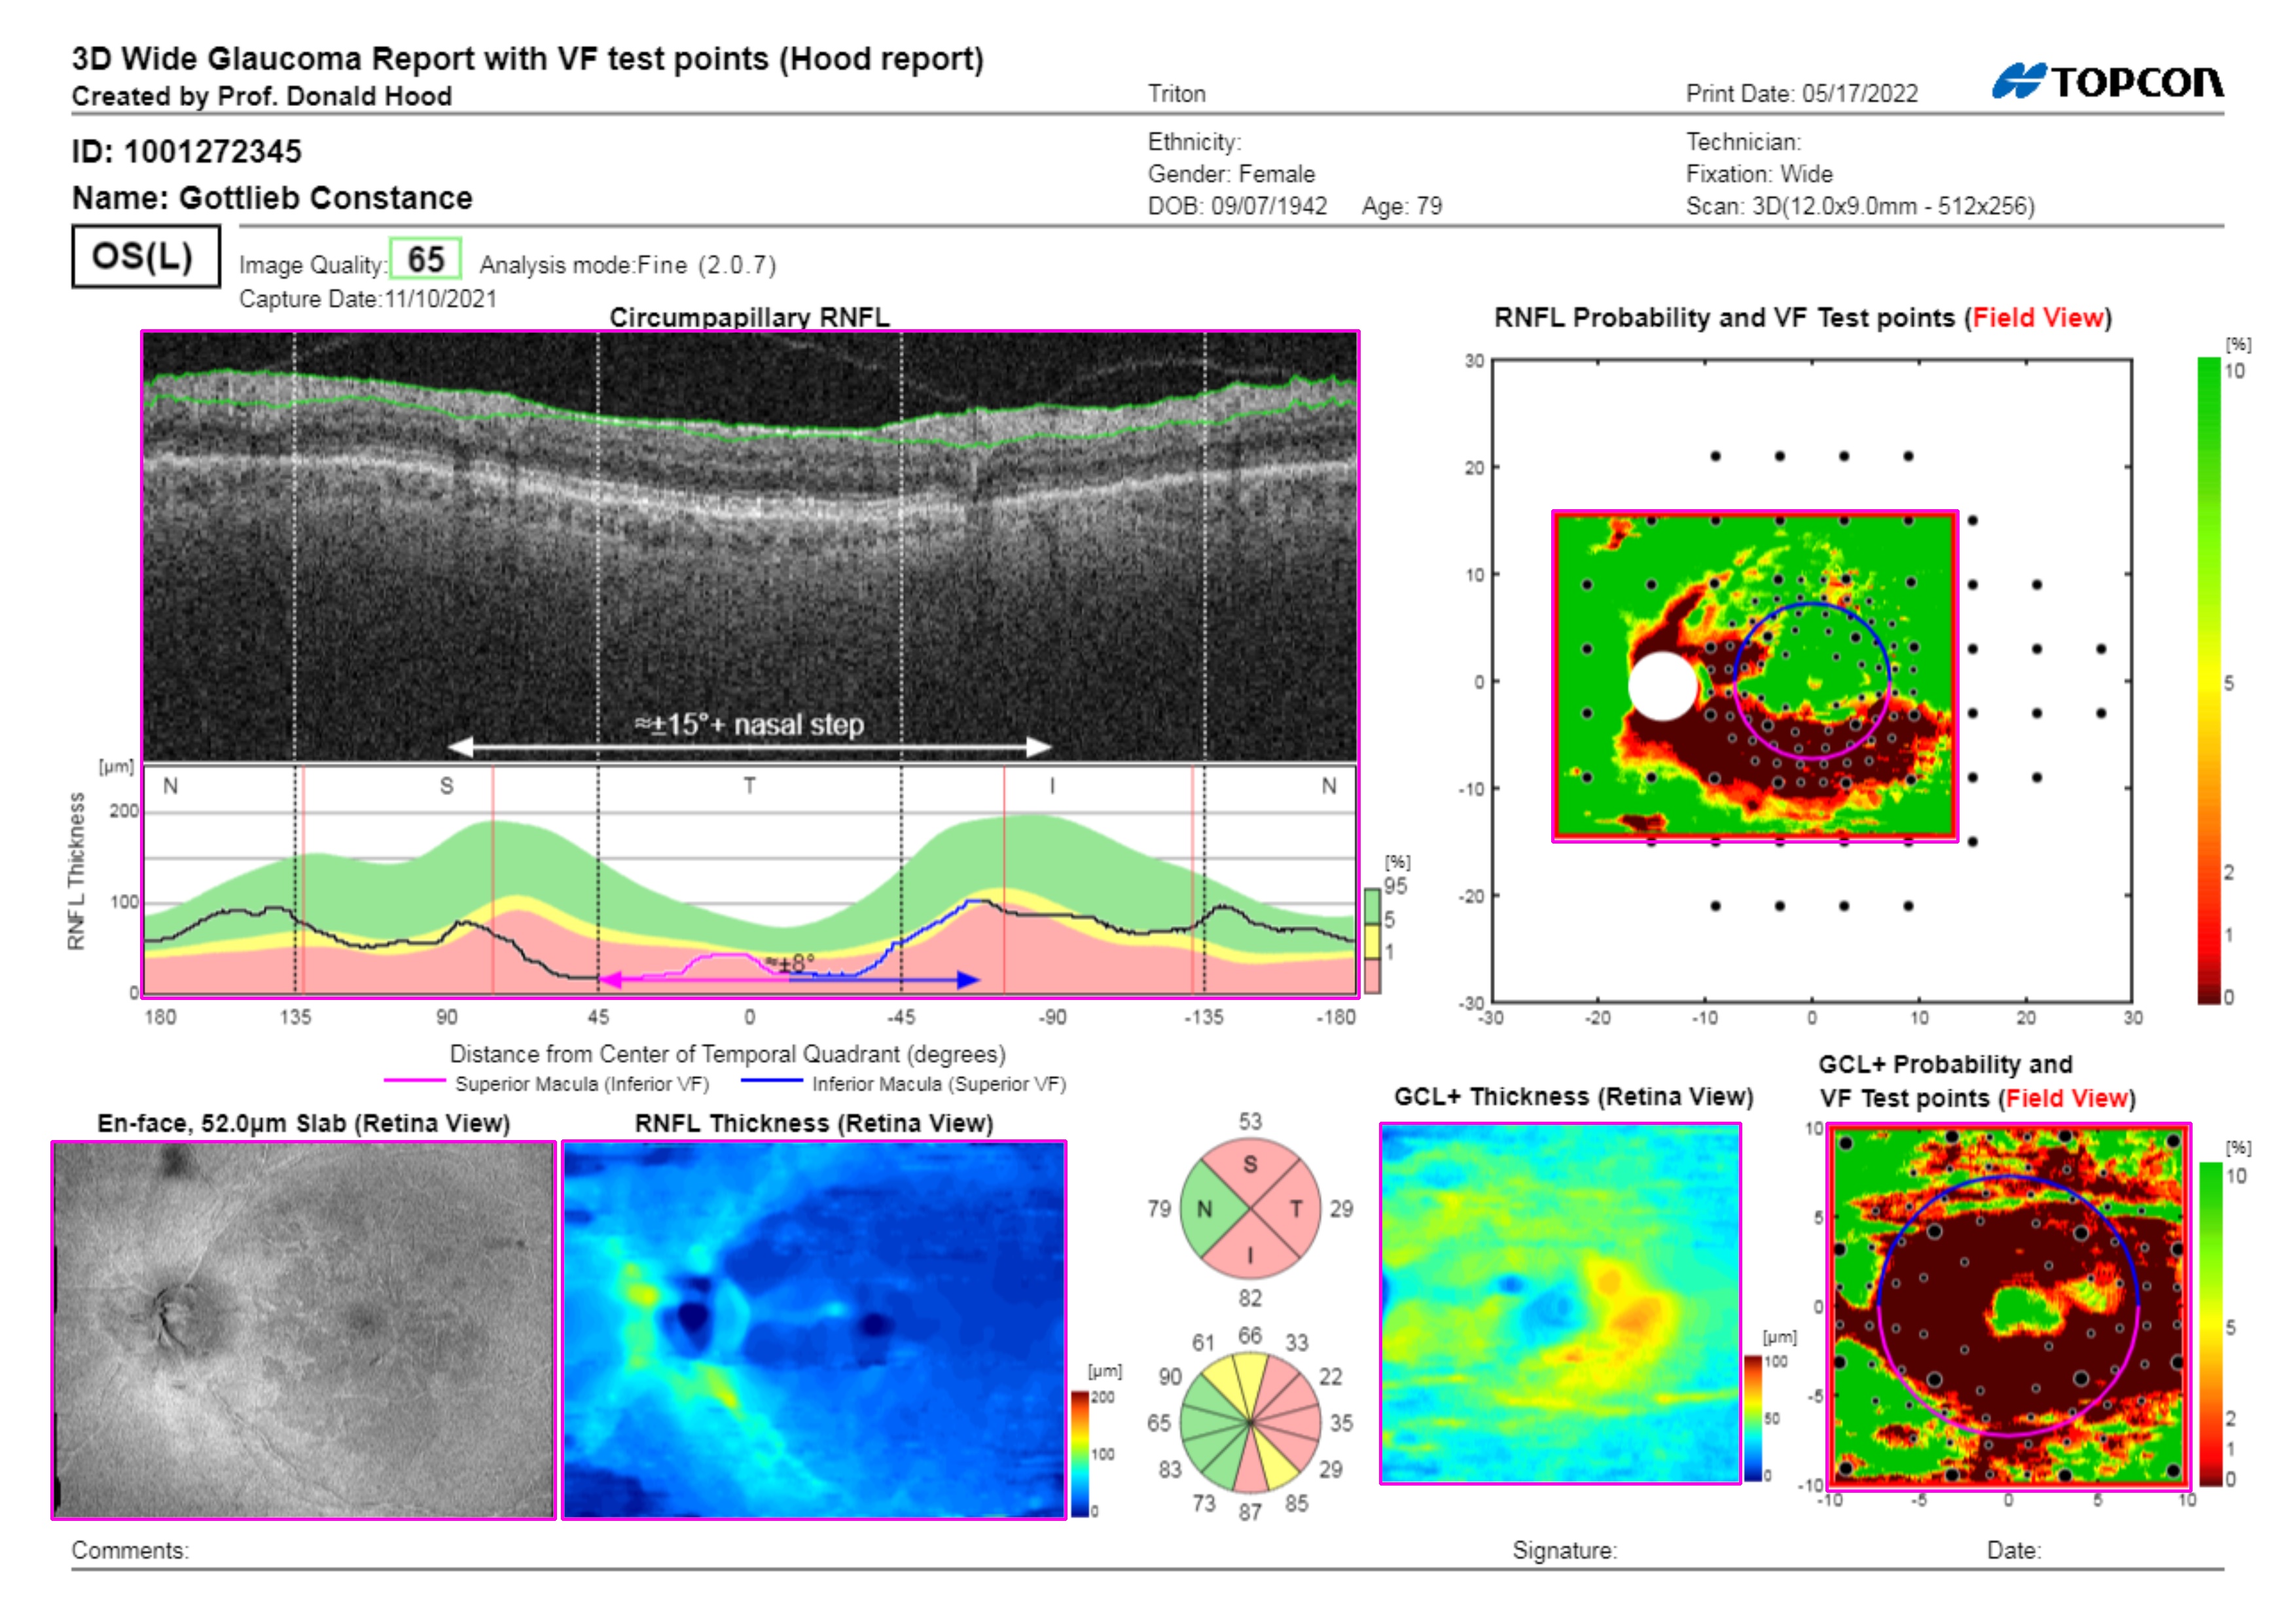 3D Wide Glaucoma Report with VF test points (Hood report)
Created by Prof. Donald Hood
Triton
Print Date: 05/17/2022
TOPCON
ID: 1001272345
Name: Gottlieb Constance
Ethnicity:
Gender: Female
DOB: 09/07/1942 Age: 79
Technician:
Fixation: Wide
Scan: 3D(12.0x9.0mm - 512x256)
OS(L)
Image Quality: 65 Analysis mode:Fine (2.0.7)
Capture Date:11/10/2021
Circumpapillary RNFL
≈±15°+ nasal step
[µm]
N S T I N
200
100
0
RNFL Thickness
≈±8°
[%]
95
5
1
180 135 90 45 0 -45 -90 -135 -180
Distance from Center of Temporal Quadrant (degrees)
Superior Macula (Inferior VF) Inferior Macula (Superior VF)
RNFL Probability and VF Test points (Field View)
30
20
10
0
-10
-20
-30
-30 -20 -10 0 10 20 30
[%]
10
5
2
1
0
En-face, 52.0µm Slab (Retina View)
RNFL Thickness (Retina View)
[µm]
200
100
0
53
S
79 N T 29
I
82
61 66 33
90 22
65 35
83 29
73 87 85
GCL+ Thickness (Retina View)
[µm]
100
50
0
GCL+ Probability and
VF Test points (Field View)
10
5
0
-5
-10
-10 -5 0 5 10
[%]
10
5
2
1
0
Comments:
Signature:
Date: